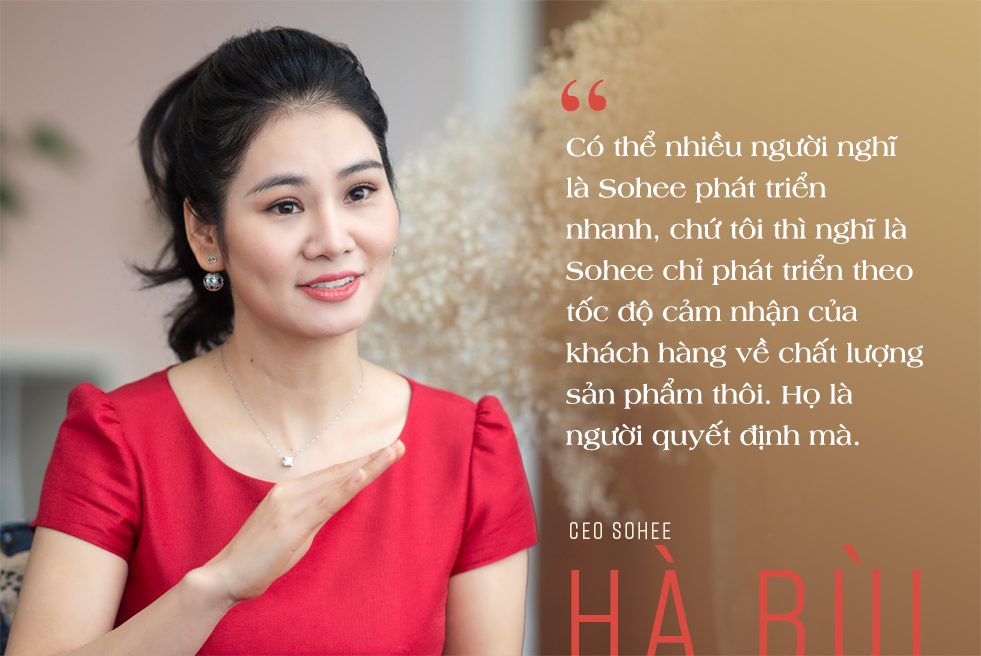 “
Có thể nhiều người nghĩ
là Sohee phát triển
nhanh, chứ tôi thì nghĩ là
Sohee chỉ phát triển theo
tốc độ cảm nhận của
khách hàng về chất lượng
sản phẩm thôi. Họ là
người quyết định mà.
CEO SOHEE
HÀ BÙI